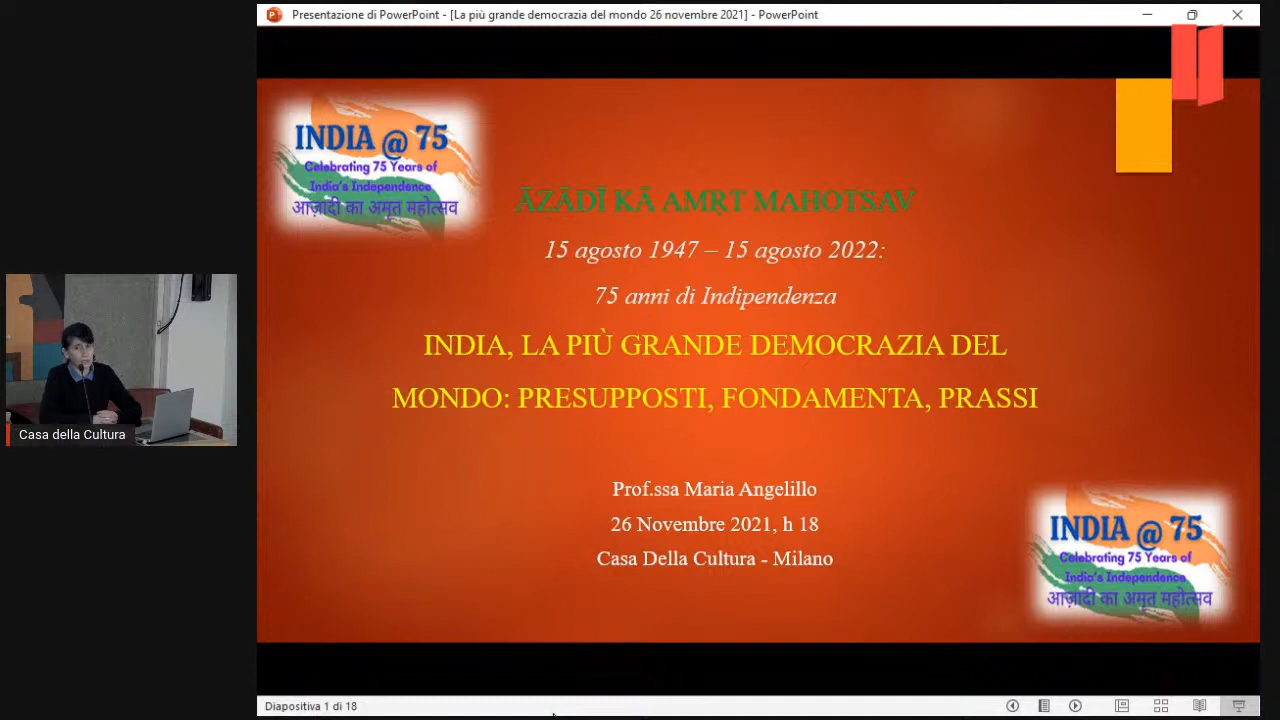 Presentazione di PowerPoint - [La più grande democrazia del mondo 26 novembre 2021] - PowerPoint
INDIA @ 75
Celebrating 75 Years of
India's Independence
आज़ादी का अमृत महोत्सव
ĀZĀDĪ KĀ AMṚT MAHOTSAV
15 agosto 1947 – 15 agosto 2022:
75 anni di Indipendenza
INDIA, LA PIÙ GRANDE DEMOCRAZIA DEL
MONDO: PRESUPPOSTI, FONDAMENTA, PRASSI
Casa della Cultura
Prof.ssa Maria Angelillo
26 Novembre 2021, h 18
Casa Della Cultura - Milano
INDIA @ 75
Celebrating 75 Years of
India's Independence
आज़ादी का अमृत महोत्सव
Diapositiva 1 di 18